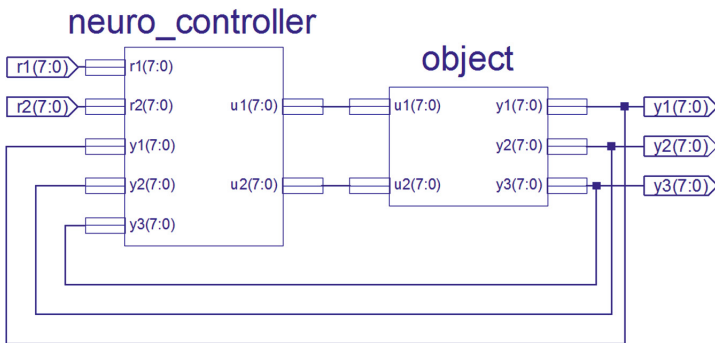 neuro_controller
object
r1(7:0)
r1(7:0)
r2(7:0)
r2(7:0)
u1(7:0)
u1(7:0)
y1(7:0)
y1(7:0)
y1(7:0)
y2(7:0)
y2(7:0)
y2(7:0)
u2(7:0)
u2(7:0)
y3(7:0)
y3(7:0)
y3(7:0)